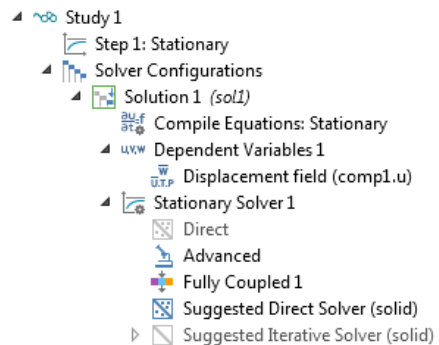 Study 1
Step 1: Stationary
Solver Configurations
Solution 1 (sol1)
Compile Equations: Stationary
Dependent Variables 1
Displacement field (comp1.u)
Stationary Solver 1
Direct
Advanced
Fully Coupled 1
Suggested Direct Solver (solid)
Suggested Iterative Solver (solid)